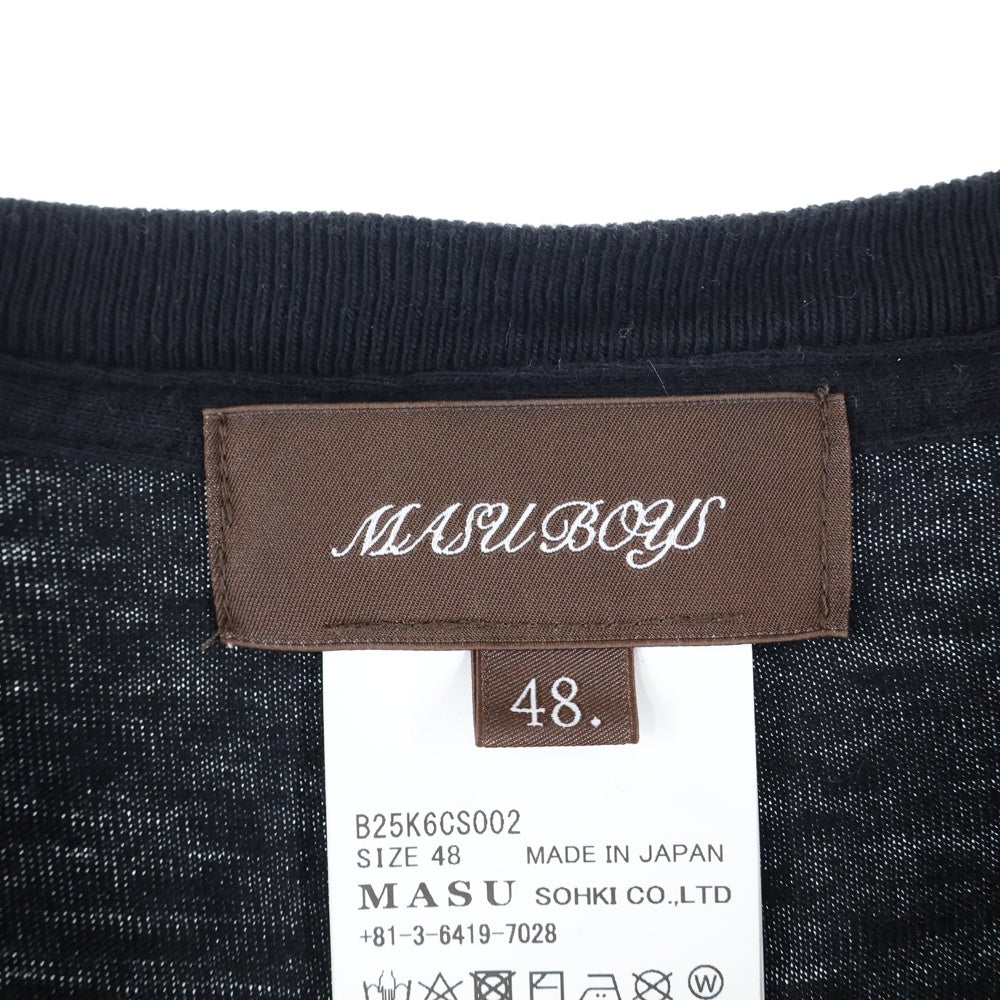 MASU BOYS
48.
B25K6CS002
SIZE 48 MADE IN JAPAN
MASU SOHKI CO.,LTD
+81-3-6419-7028
W